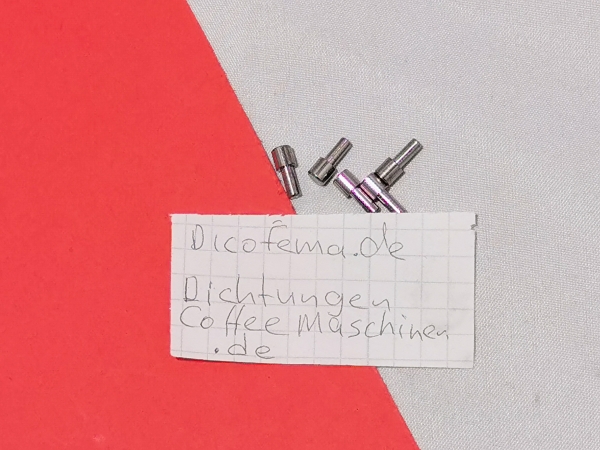 Dicofema.de
Dichtungen
Coffee Maschinen
.de